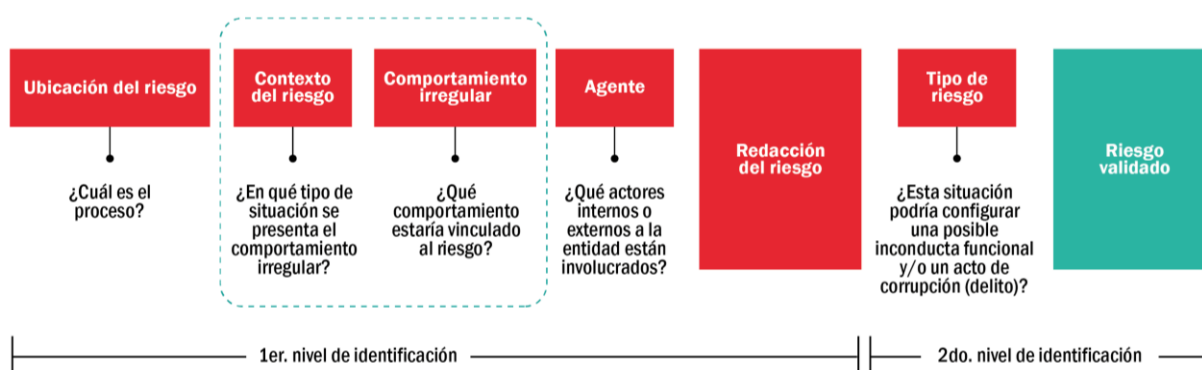 Ubicación del riesgo
¿Cuál es el
proceso?
Contexto
del riesgo
¿En qué tipo de
situación se
presenta el
comportamiento
irregular?
Comportamiento
irregular
¿Qué
comportamiento
estaría vinculado
al riesgo?
Agente
¿Qué actores
internos o
externos a la
entidad están
involucrados?
Redacción
del riesgo
Tipo de
riesgo
¿Esta situación
podría configurar
una posible
inconducta funcional
y/o un acto de
corrupción (delito)?
Riesgo
validado
1er. nivel de identificación
2do. nivel de identificación